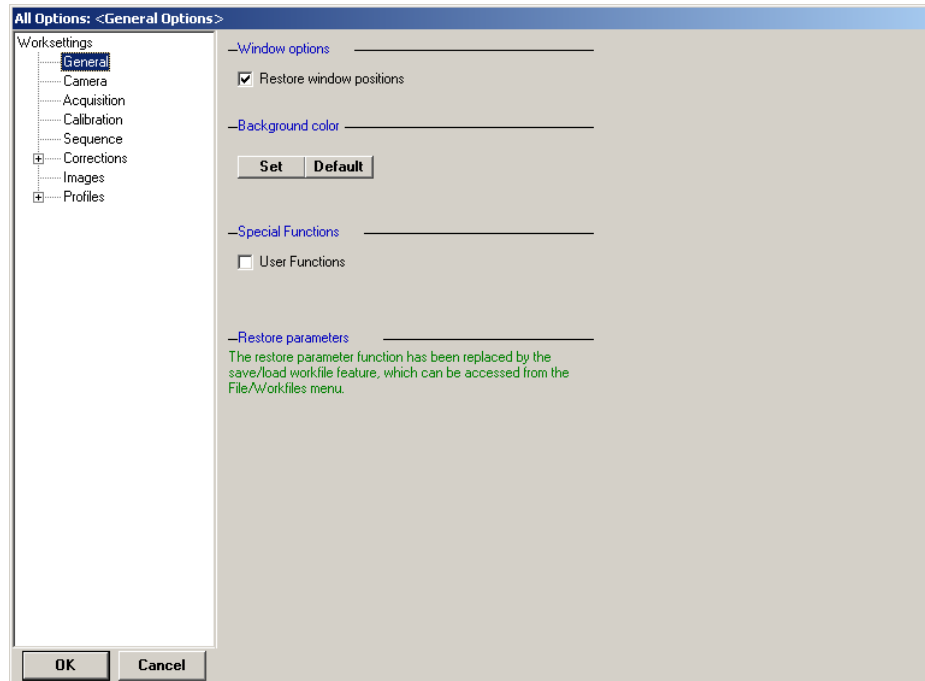 All Options: <General Options>
Worksettings
General
Camera
Acquisition
Calibration
Sequence
Corrections
Images
Profiles
Window options
Restore window positions
Background color
Set Default
Special Functions
User Functions
Restore parameters
The restore parameter function has been replaced by the
save/load workfile feature, which can be accessed from the
File/Workfiles menu.
OK Cancel